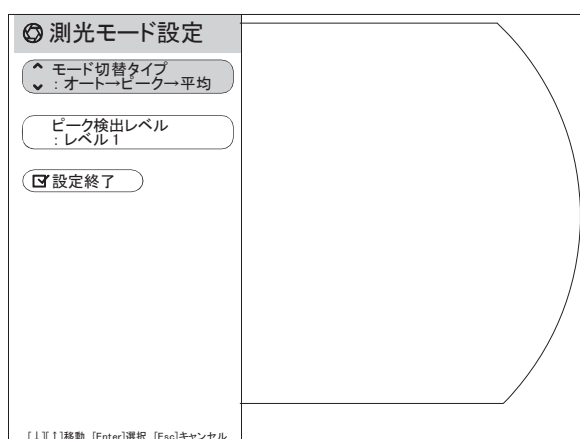 測光モード設定
モード切替タイプ
：オート→ピーク→平均
ピーク検出レベル
：レベル1
設定終了
[↓][↑]移動 [Enter]選択 [Esc]キャンセル